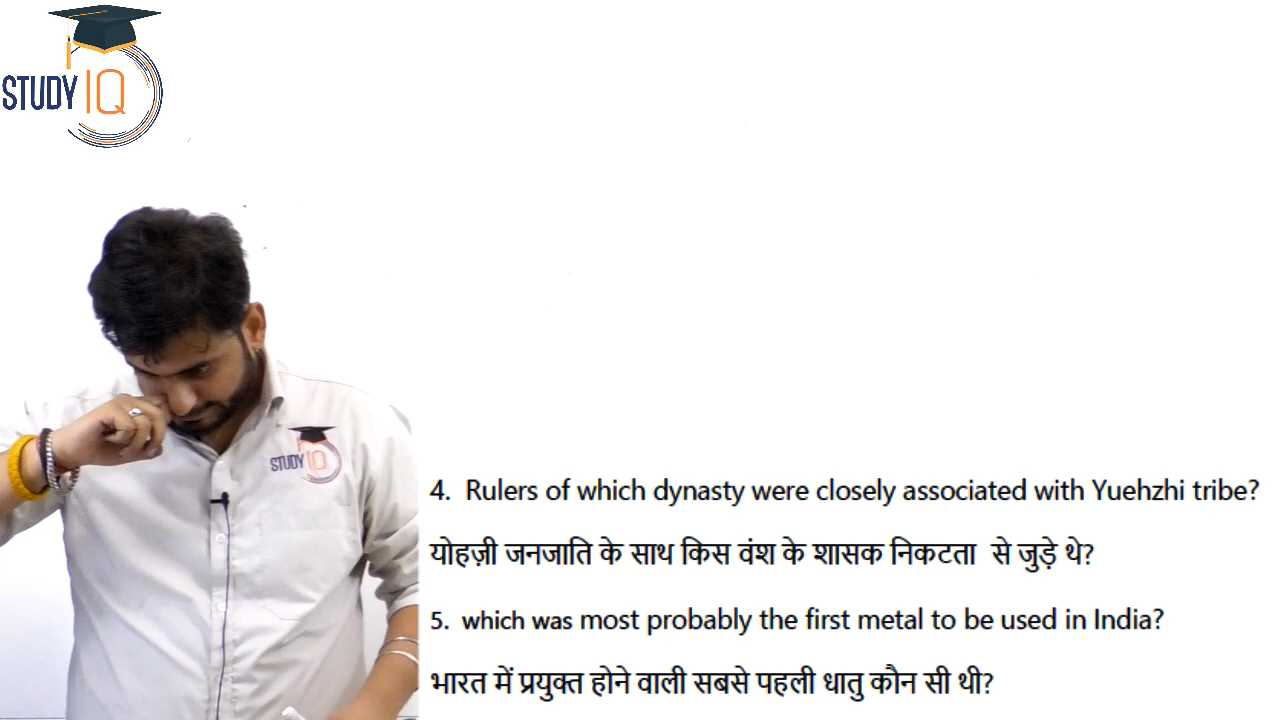 STUDY IQ
STUDY IQ
4. Rulers of which dynasty were closely associated with Yuehzhi tribe?
योहज़ी जनजाति के साथ किस वंश के शासक निकटता से जुड़े थे?
5. which was most probably the first metal to be used in India?
भारत में प्रयुक्त होने वाली सबसे पहली धातु कौन सी थी?